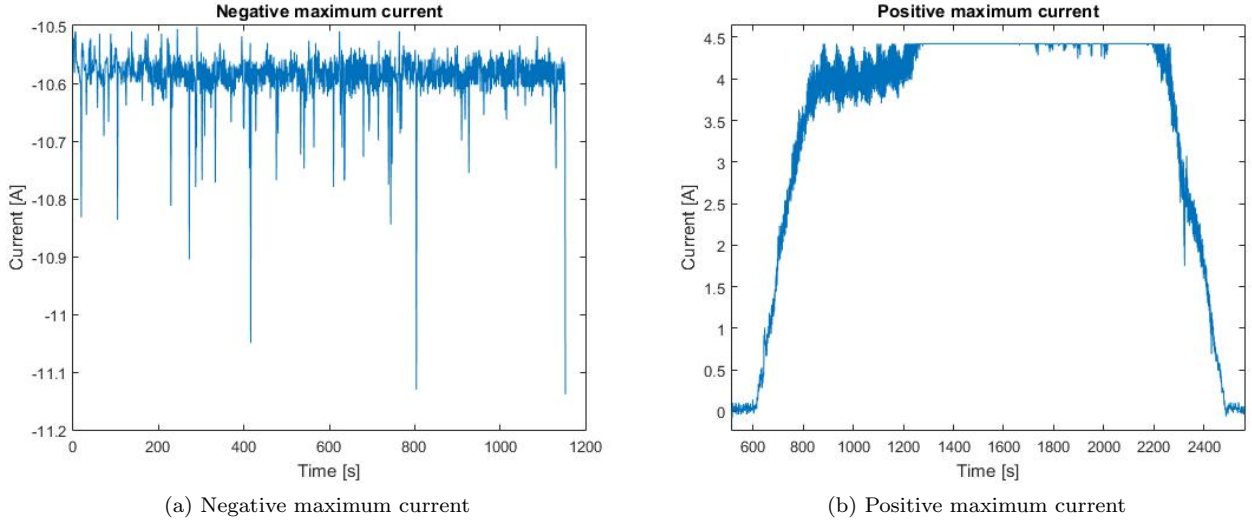 Negative maximum current
-10.5
-10.6
-10.7
-10.8
-10.9
-11
-11.1
-11.2
Current [A]
0 200 400 600 800 1000 1200
Time [s]
(a) Negative maximum current
Positive maximum current
4.5
4
3.5
3
2.5
2
1.5
1
0.5
0
Current [A]
600 800 1000 1200 1400 1600 1800 2000 2200 2400
Time [s]
(b) Positive maximum current